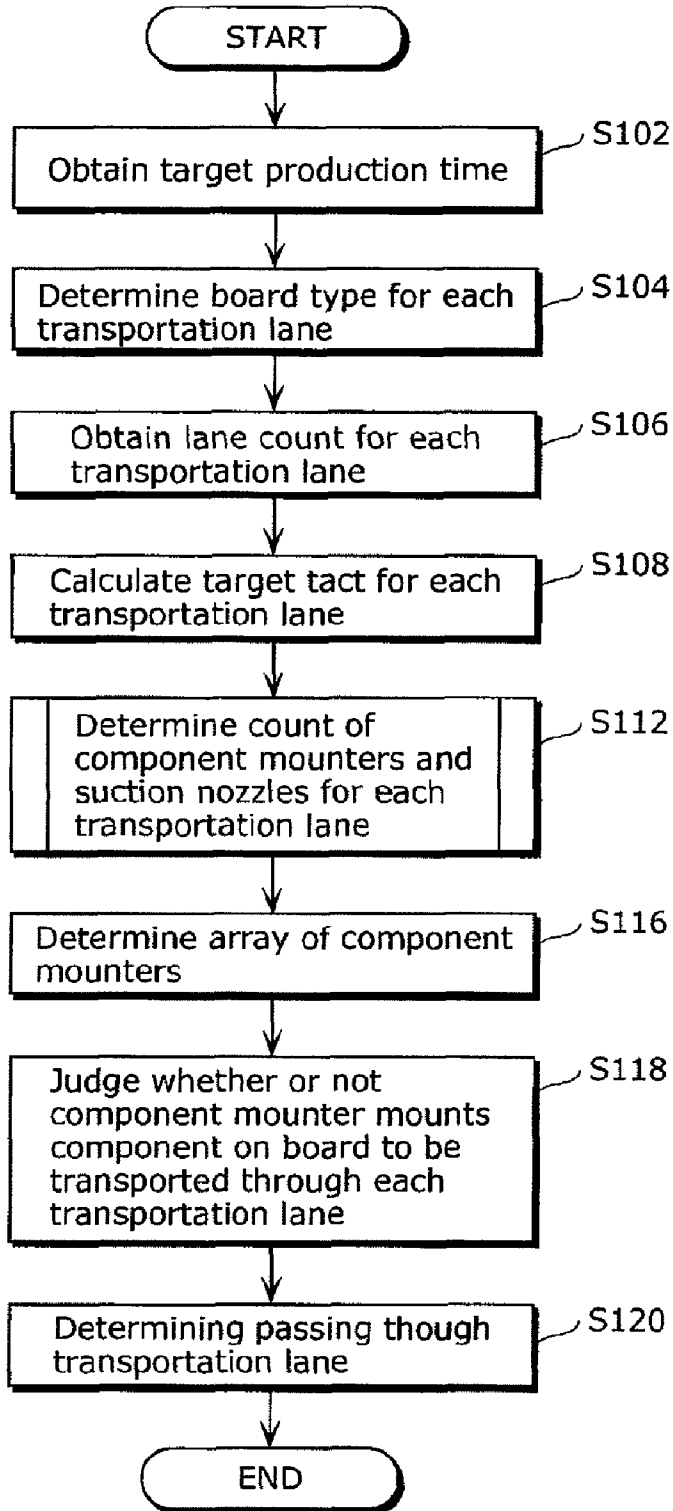 START
S102
Obtain target production time
S104
Determine board type for each
transportation lane
S106
Obtain lane count for each
transportation lane
S108
Calculate target tact for each
transportation lane
S112
Determine count of
component mounters and
suction nozzles for each
transportation lane
S116
Determine array of component
mounters
S118
Judge whether or not
component mounter mounts
component on board to be
transported through each
transportation lane
S120
Determining passing though
transportation lane
END